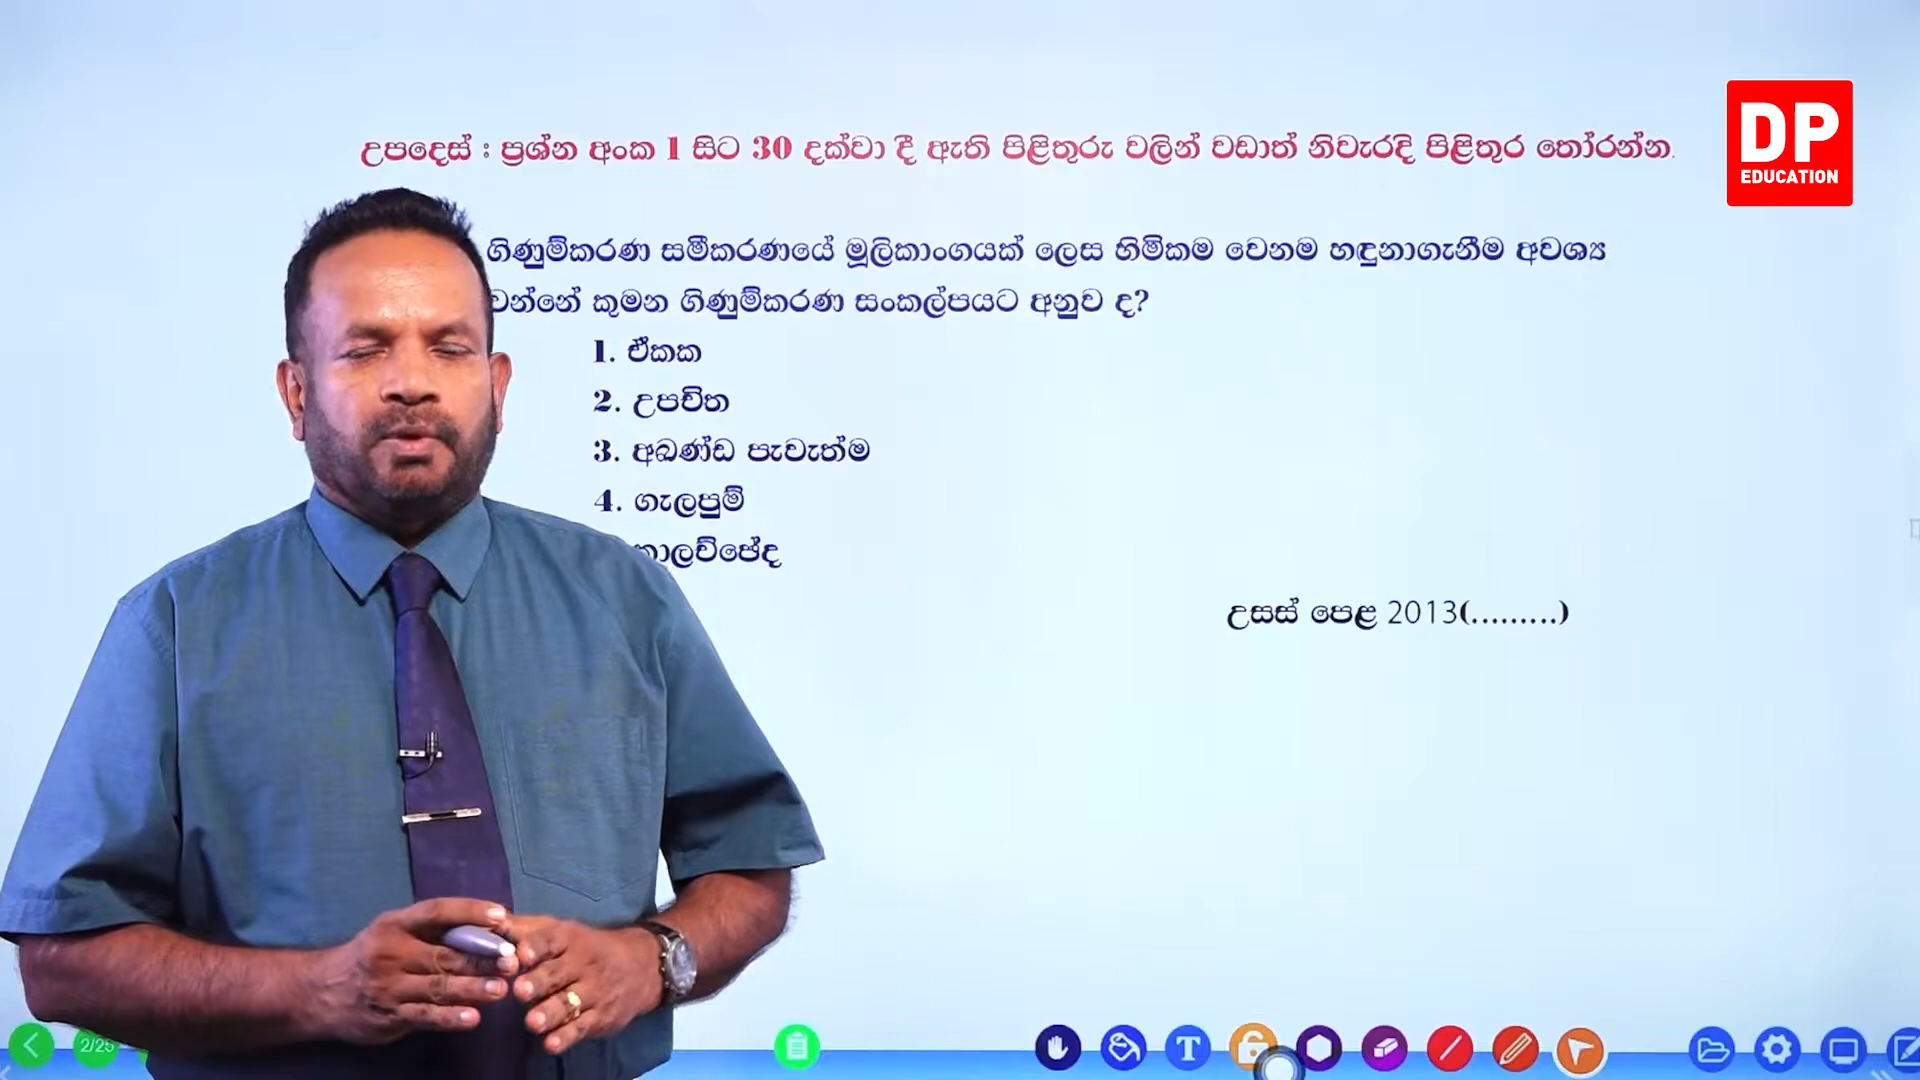 DP
EDUCATION
උපදෙස් : ප්‍රශ්න අංක 1 සිට 30 දක්වා දී ඇති පිළිතුරු වලින් වඩාත් නිවැරදි පිළිතුර තෝරන්න.
ගිණුම්කරණ සමීකරණයේ මූලිකාංගයක් ලෙස හිමිකම වෙනම හඳුනාගැනීම අවශ්‍ය
වන්නේ කුමන ගිණුම්කරණ සංකල්පයට අනුව ද?
1. ඒකක
2. උපචිත
3. අඛණ්ඩ පැවැත්ම
4. ගැලපුම්
කාලච්ඡේද
උසස් පෙළ 2013(.........)
2/25
T